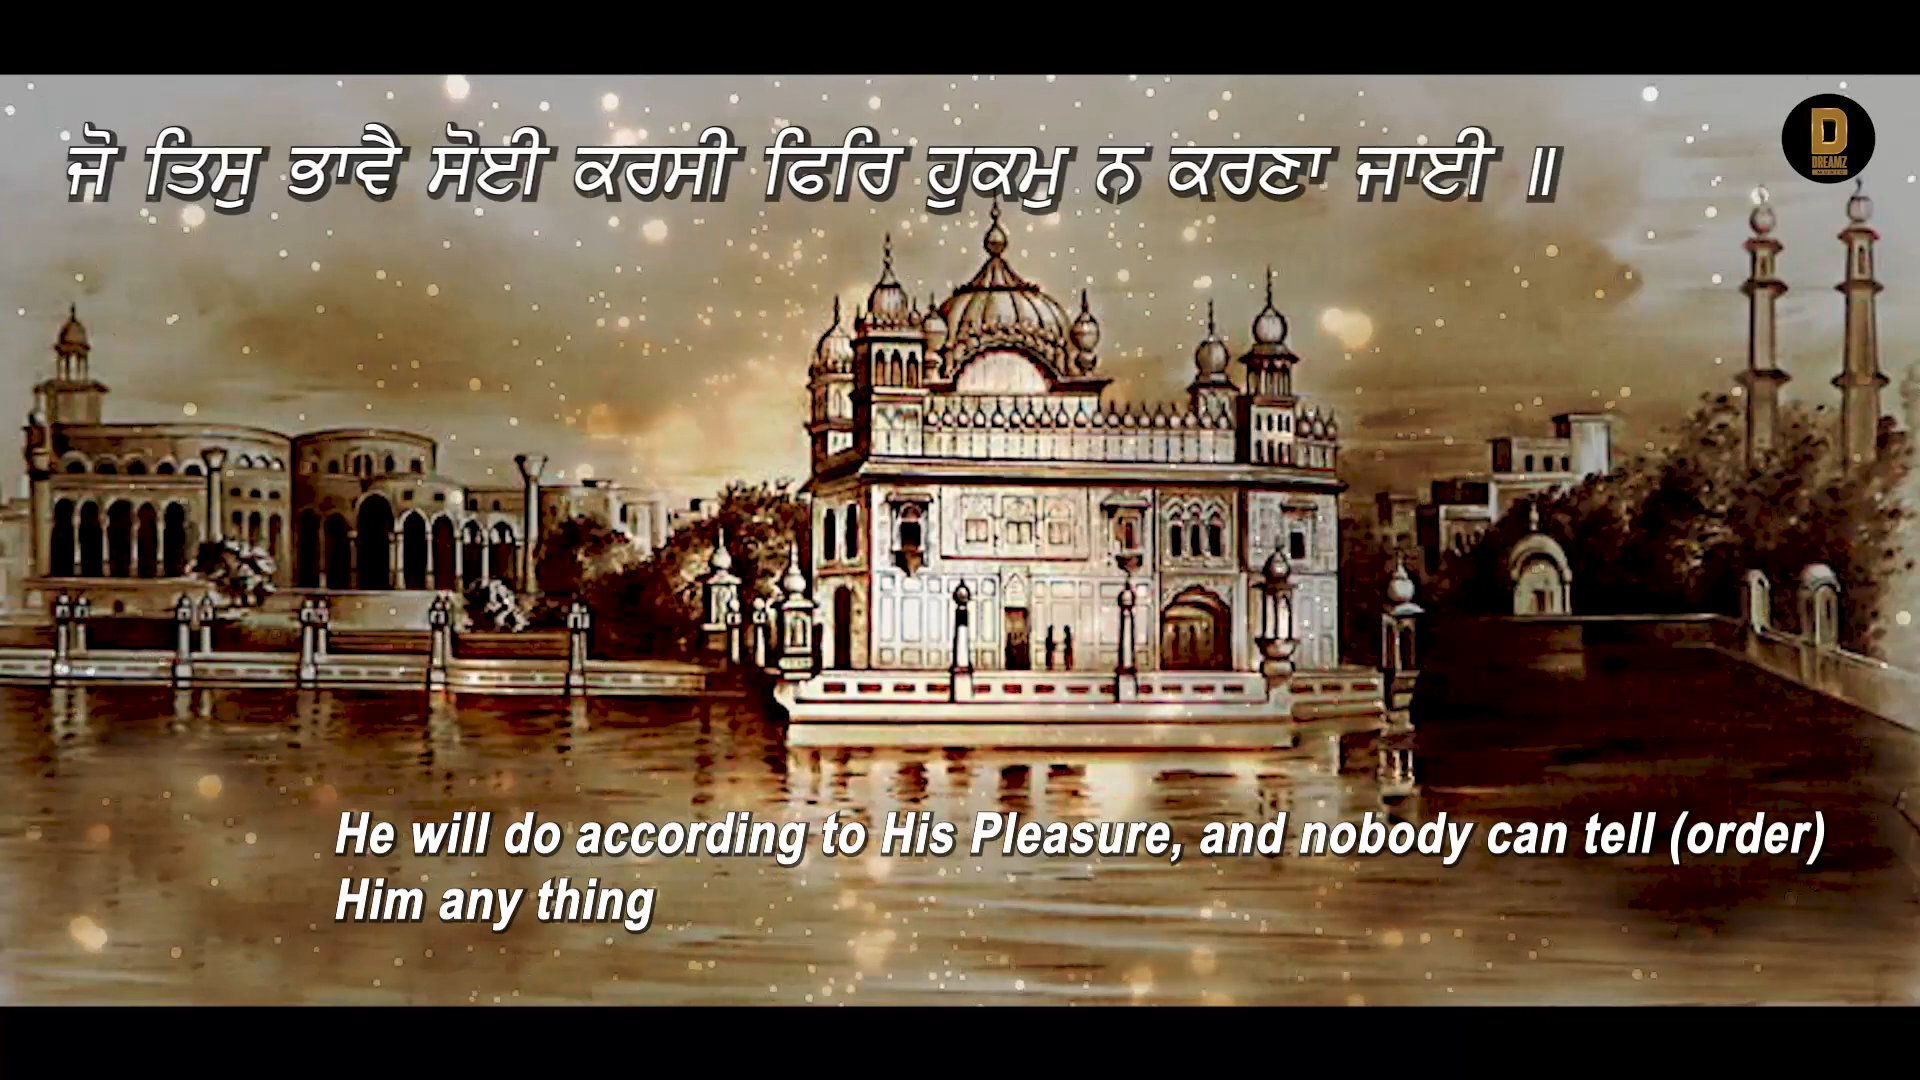 ਜੋ ਤਿਸੁ ਭਾਵੈ ਸੋਈ ਕਰਸੀ ਫਿਰਿ ਹੁਕਮੁ ਨ ਕਰਣਾ ਜਾਈ ॥
D
DREAMZ
MUSIC
He will do according to His Pleasure, and nobody can tell (order)
Him any thing